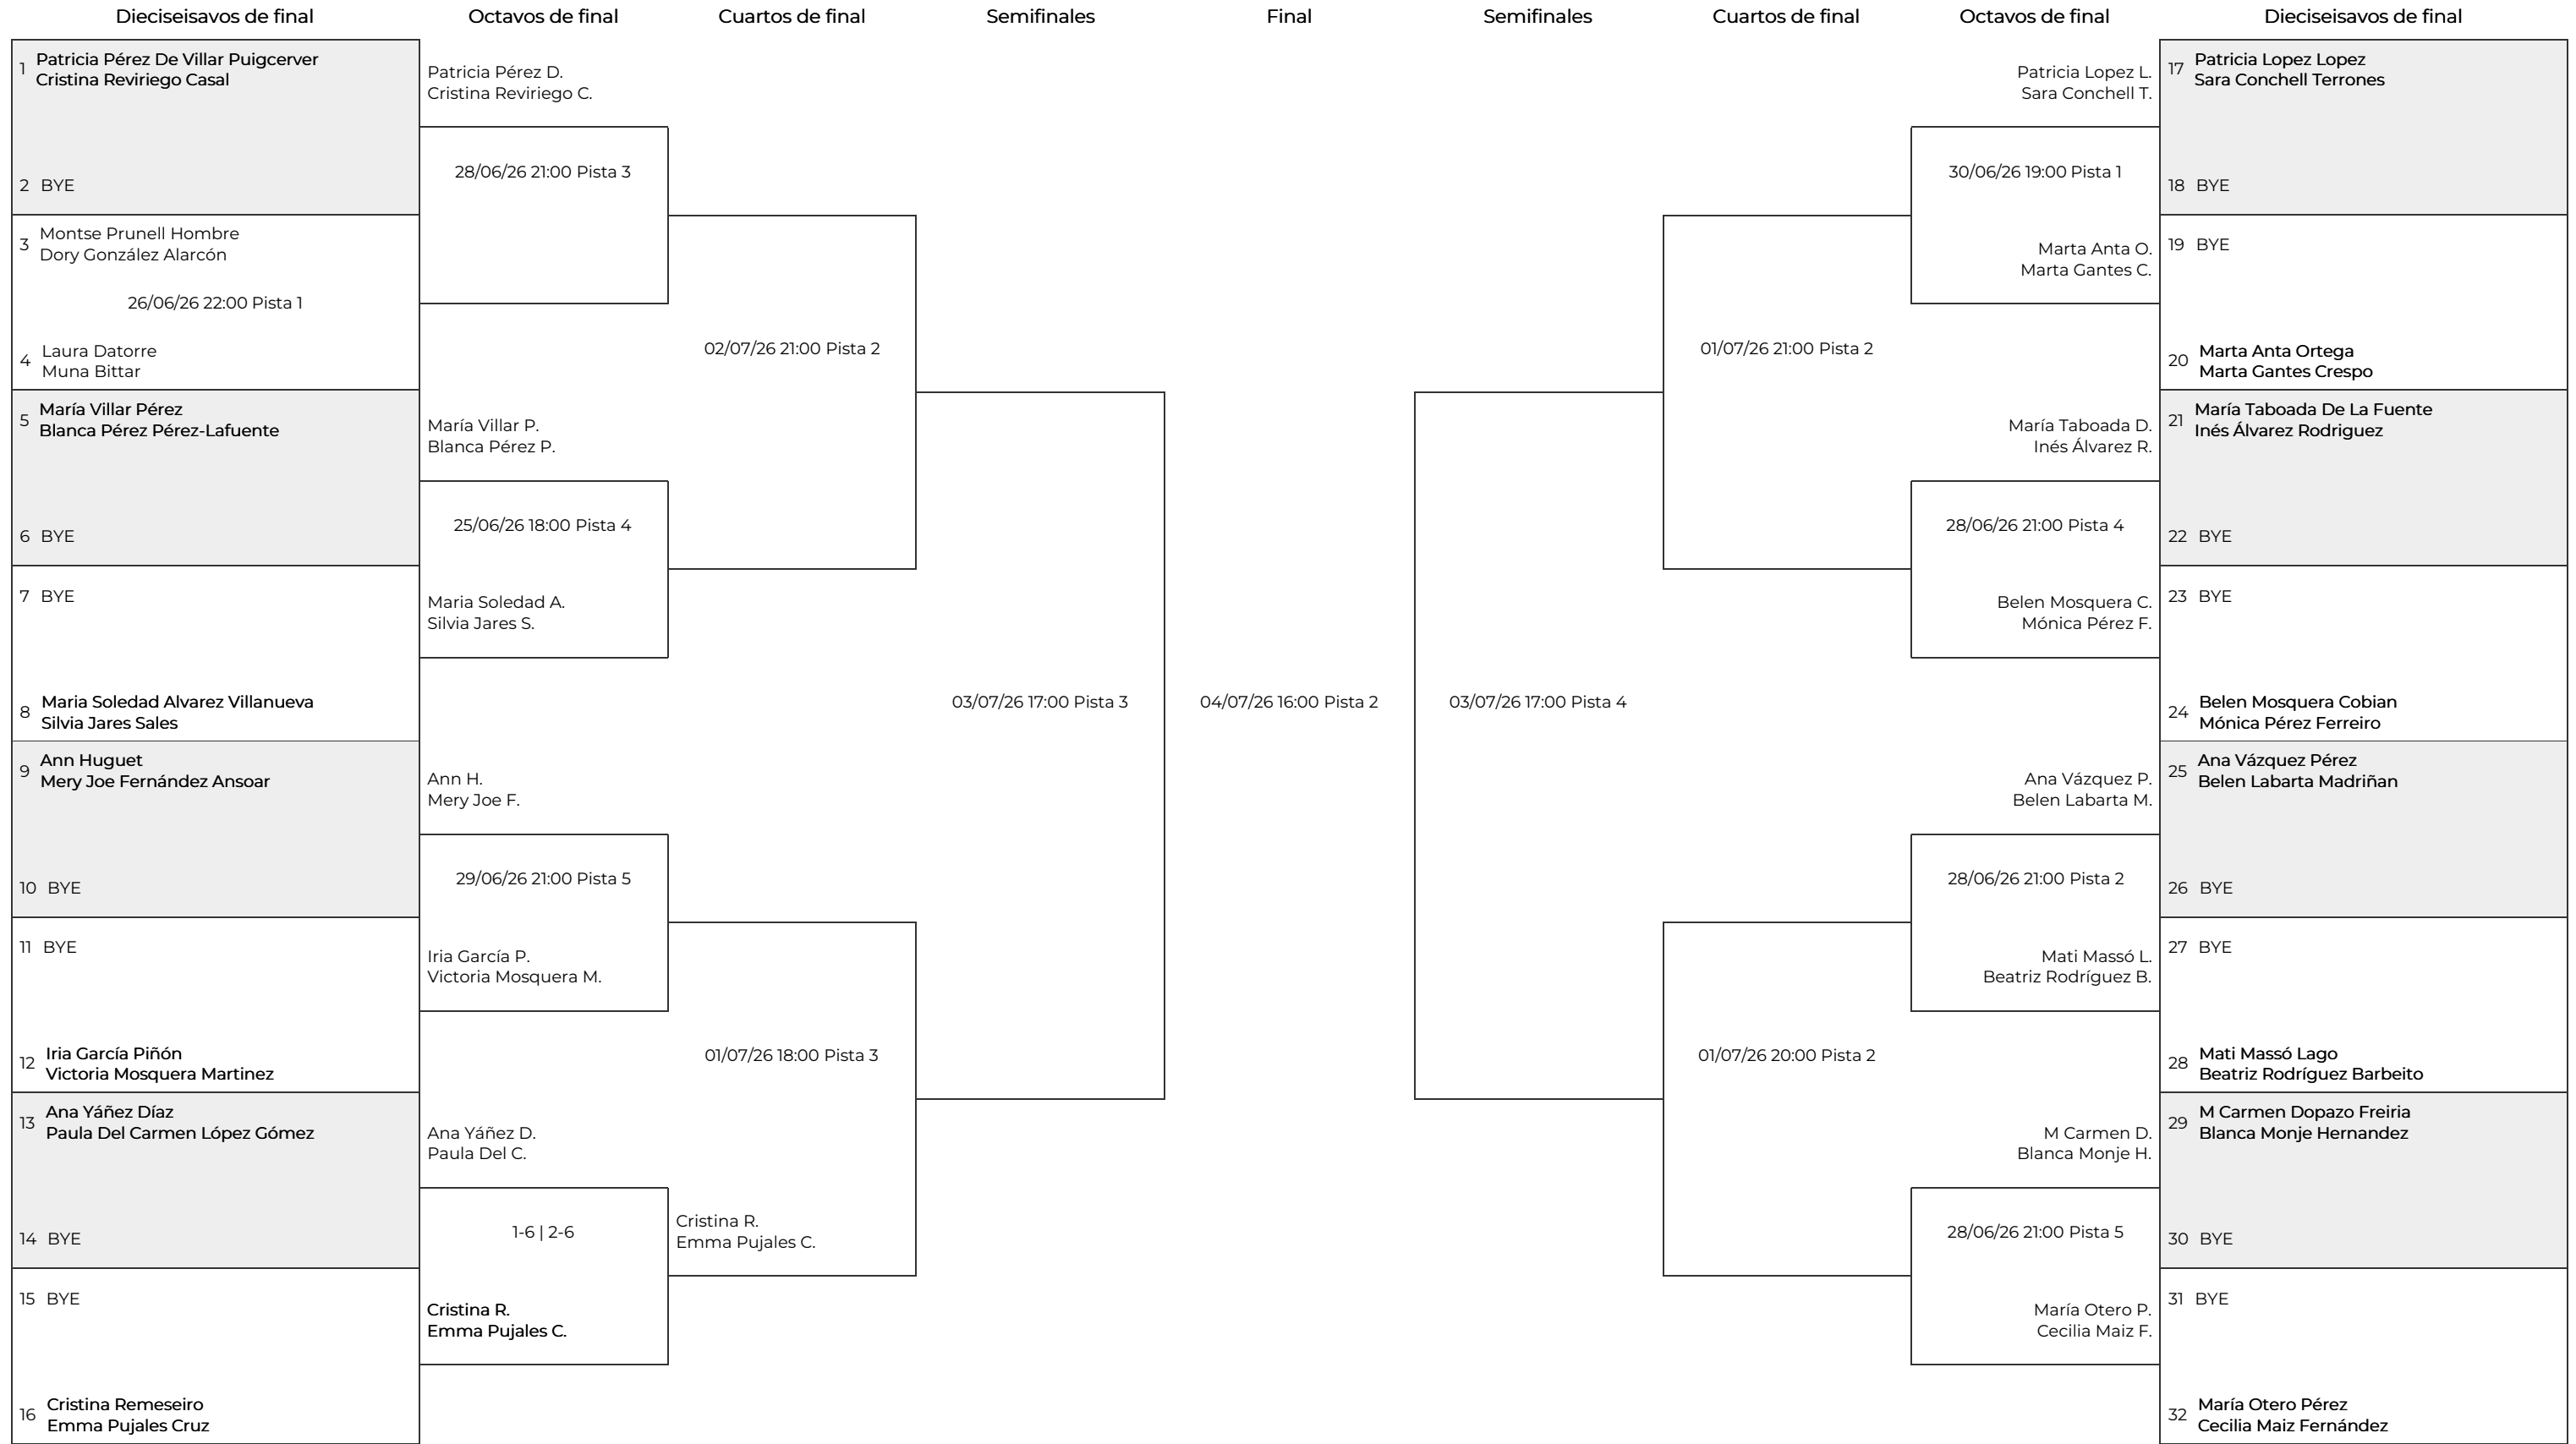 Dieciseisavos de final
Octavos de final
Cuartos de final
Semifinales
Final
Semifinales
Cuartos de final
Octavos de final
Dieciseisavos de final
1 Patricia Pérez De Villar Puigcerver
Cristina Reviriego Casal
2 BYE
3 Montse Prunell Hombre
Dory González Alarcón
26/06/26 22:00 Pista 1
4 Laura Datorre
Muna Bittar
5 María Villar Pérez
Blanca Pérez Pérez-Lafuente
6 BYE
7 BYE
8 Maria Soledad Alvarez Villanueva
Silvia Jares Sales
9 Ann Huguet
Mery Joe Fernández Ansoar
10 BYE
11 BYE
12 Iria García Piñón
Victoria Mosquera Martinez
13 Ana Yáñez Díaz
Paula Del Carmen López Gómez
14 BYE
15 BYE
16 Cristina Remeseiro
Emma Pujales Cruz
Patricia Pérez D.
Cristina Reviriego C.
28/06/26 21:00 Pista 3
María Villar P.
Blanca Pérez P.
25/06/26 18:00 Pista 4
Maria Soledad A.
Silvia Jares S.
Ann H.
Mery Joe F.
29/06/26 21:00 Pista 5
Iria García P.
Victoria Mosquera M.
Ana Yáñez D.
Paula Del C.
1-6 | 2-6
Cristina R.
Emma Pujales C.
02/07/26 21:00 Pista 2
01/07/26 18:00 Pista 3
Cristina R.
Emma Pujales C.
03/07/26 17:00 Pista 3
04/07/26 16:00 Pista 2
03/07/26 17:00 Pista 4
01/07/26 21:00 Pista 2
01/07/26 20:00 Pista 2
Patricia Lopez L.
Sara Conchell T.
30/06/26 19:00 Pista 1
Marta Anta O.
Marta Gantes C.
María Taboada D.
Inés Álvarez R.
28/06/26 21:00 Pista 4
Belen Mosquera C.
Mónica Pérez F.
Ana Vázquez P.
Belen Labarta M.
28/06/26 21:00 Pista 2
Mati Massó L.
Beatriz Rodríguez B.
M Carmen D.
Blanca Monje H.
28/06/26 21:00 Pista 5
María Otero P.
Cecilia Maiz F.
17 Patricia Lopez Lopez
Sara Conchell Terrones
18 BYE
19 BYE
20 Marta Anta Ortega
Marta Gantes Crespo
21 María Taboada De La Fuente
Inés Álvarez Rodriguez
22 BYE
23 BYE
24 Belen Mosquera Cobian
Mónica Pérez Ferreiro
25 Ana Vázquez Pérez
Belen Labarta Madriñan
26 BYE
27 BYE
28 Mati Massó Lago
Beatriz Rodríguez Barbeito
29 M Carmen Dopazo Freiria
Blanca Monje Hernandez
30 BYE
31 BYE
32 María Otero Pérez
Cecilia Maiz Fernández